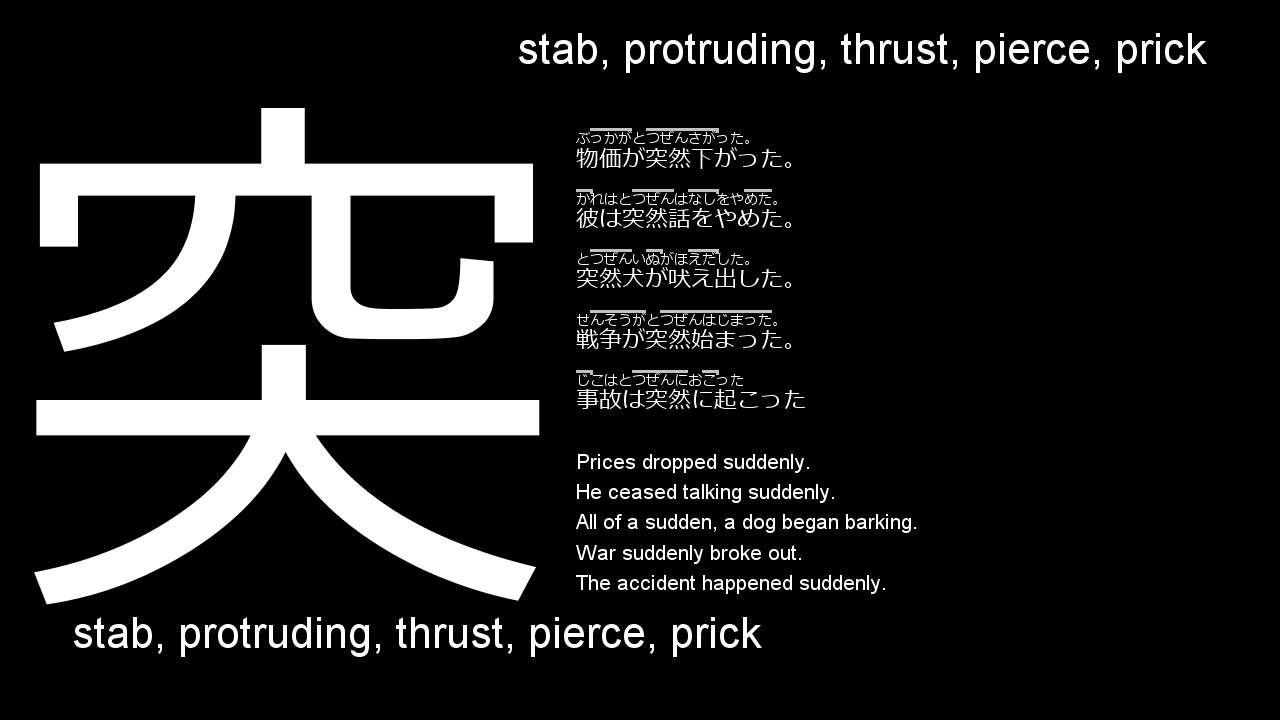 stab, protruding, thrust, pierce, prick
突
ぶっかがとつぜんさがった。
物価が突然下がった。
かれはとつぜんはなしをやめた。
彼は突然話をやめた。
とつぜんいぬがほえだした。
突然犬が吠え出した。
せんそうがとつぜんはじまった。
戦争が突然始まった。
じこはとつぜんにおこった
事故は突然に起こった
Prices dropped suddenly.
He ceased talking suddenly.
All of a sudden, a dog began barking.
War suddenly broke out.
The accident happened suddenly.
stab, protruding, thrust, pierce, prick